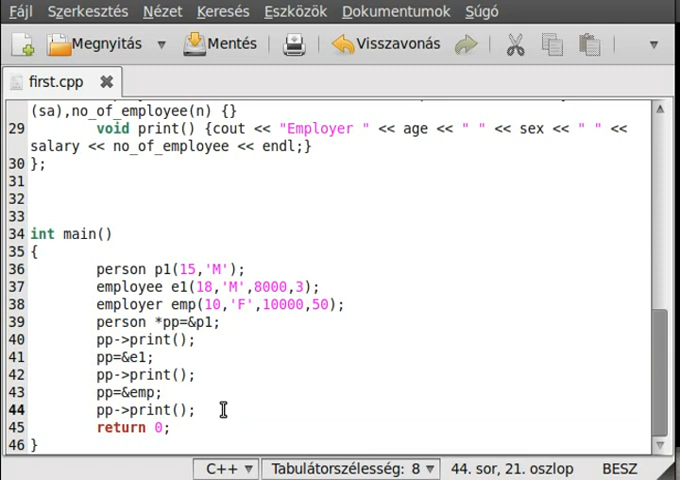 Fájl Szerkesztés Nézet Keresés Eszközök Dokumentumok Súgó
Megnyitás Mentés Visszavonás
first.cpp
(sa),no_of_employee(n) {}
29 void print() {cout << "Employer " << age << " " << sex << " " <<
salary << no_of_employee << endl;}
30 };
31
32
33
34 int main()
35 {
36 person p1(15,'M');
37 employee e1(18,'M',8000,3);
38 employer emp(10,'F',10000,50);
39 person *pp=&p1;
40 pp->print();
41 pp=&e1;
42 pp->print();
43 pp=&emp;
44 pp->print();
45 return 0;
46 }
C++ Tabulátorszélesség: 8 44. sor, 21. oszlop BESZ